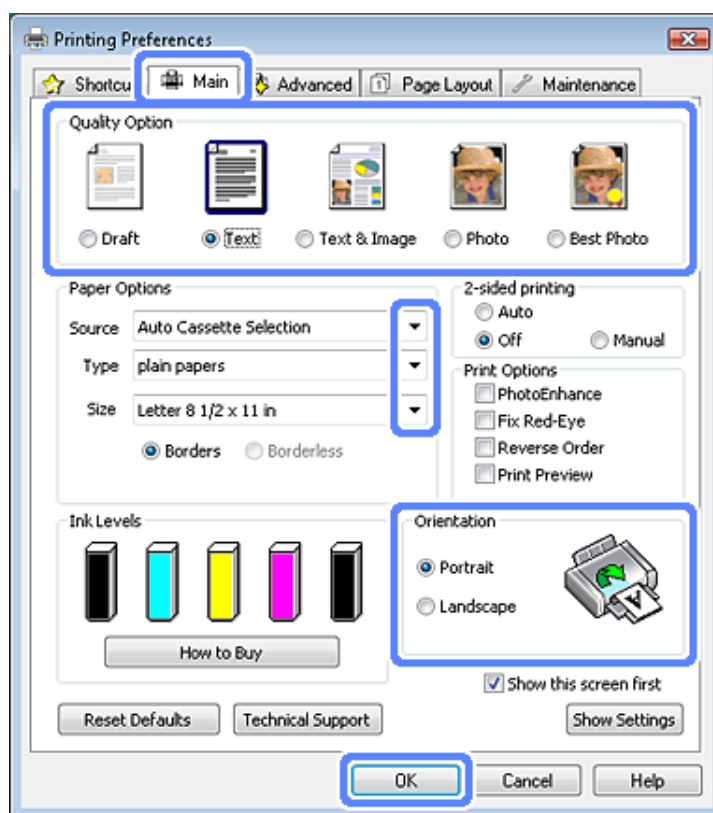 Printing Preferences
Shortcu Main Advanced Page Layout Maintenance
Quality Option
Draft Text Text & Image Photo Best Photo
Paper Options
Source Auto Cassette Selection
Type plain papers
Size Letter 8 1/2 x 11 in
Borders Borderless
2-sided printing
Auto
Off Manual
Print Options
PhotoEnhance
Fix Red-Eye
Reverse Order
Print Preview
Ink Levels
How to Buy
Orientation
Portrait
Landscape
A
Show this screen first
Reset Defaults Technical Support Show Settings
OK Cancel Help